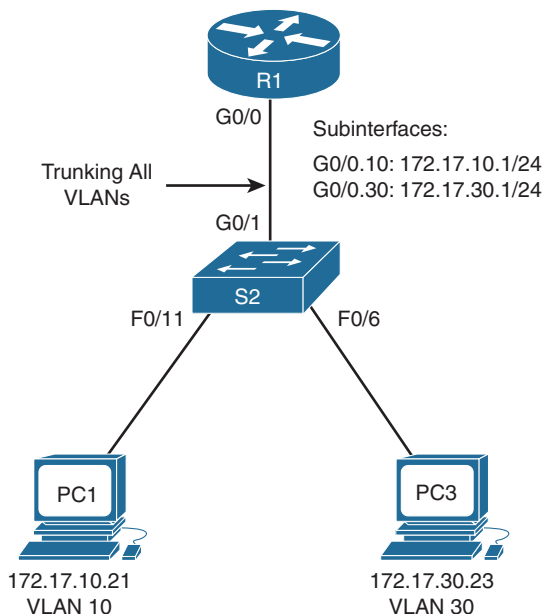 R1
G0/0
Subinterfaces:
G0/0.10: 172.17.10.1/24
G0/0.30: 172.17.30.1/24
Trunking All
VLANs
G0/1
S2
F0/11
F0/6
PC1
PC3
172.17.10.21
VLAN 10
172.17.30.23
VLAN 30